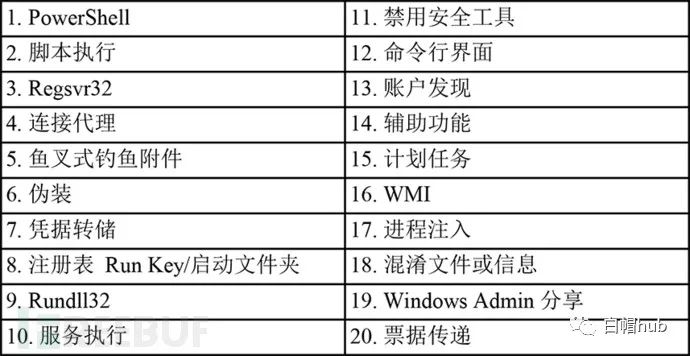 1. PowerShell
11. 禁用安全工具
2. 脚本执行
12. 命令行界面
3. Regsvr32
13. 账户发现
4. 连接代理
14. 辅助功能
5. 鱼叉式钓鱼附件
15. 计划任务
6. 伪装
16. WMI
7. 凭据转储
17. 进程注入
8. 注册表 Run Key/启动文件夹
18. 混淆文件或信息
9. Rundll32
19. Windows Admin 分享
10. 服务执行
20. 票据传递
白帽hub